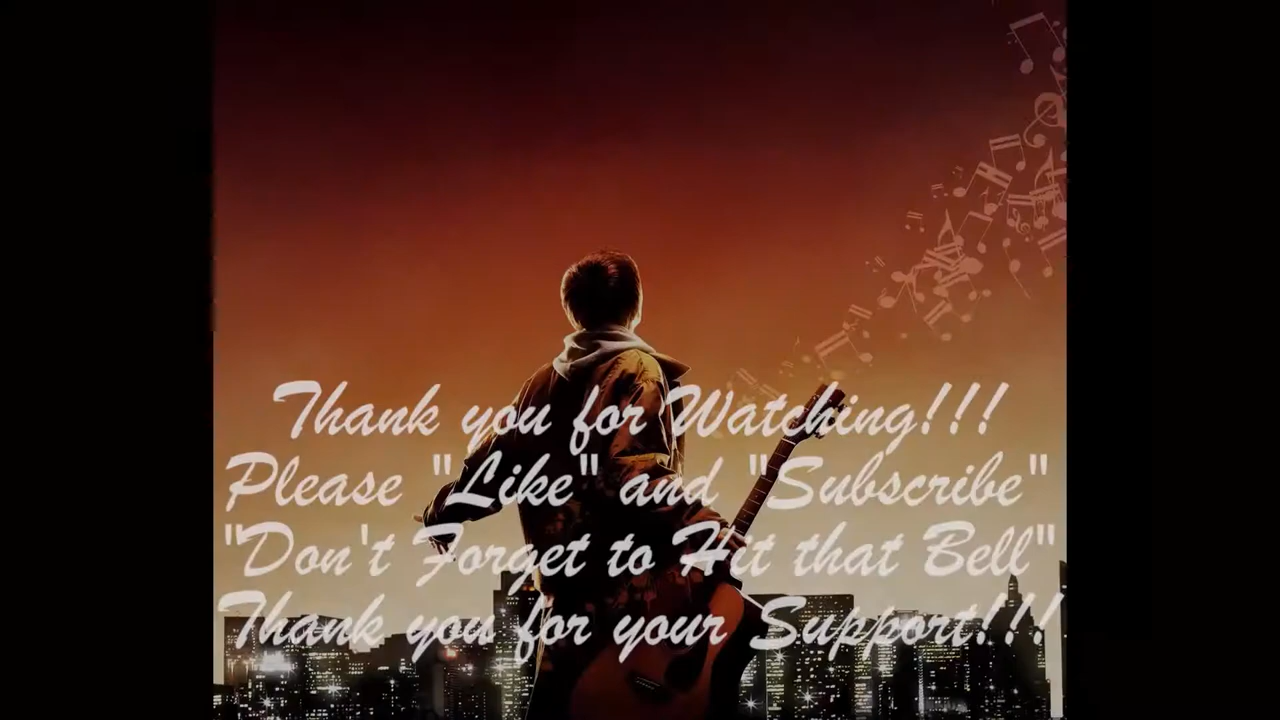 Thank you for Watching!!!
Please "Like" and "Subscribe"
"Don't Forget to Hit that Bell"
Thank you for your Support!!!